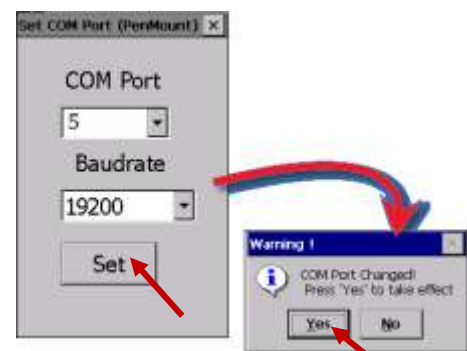 Set COM Port (PenMount)
COM Port
5
Baudrate
19200
Set
Warning !
COM Port Changed!
Press 'Yes' to take effect
Yes
No